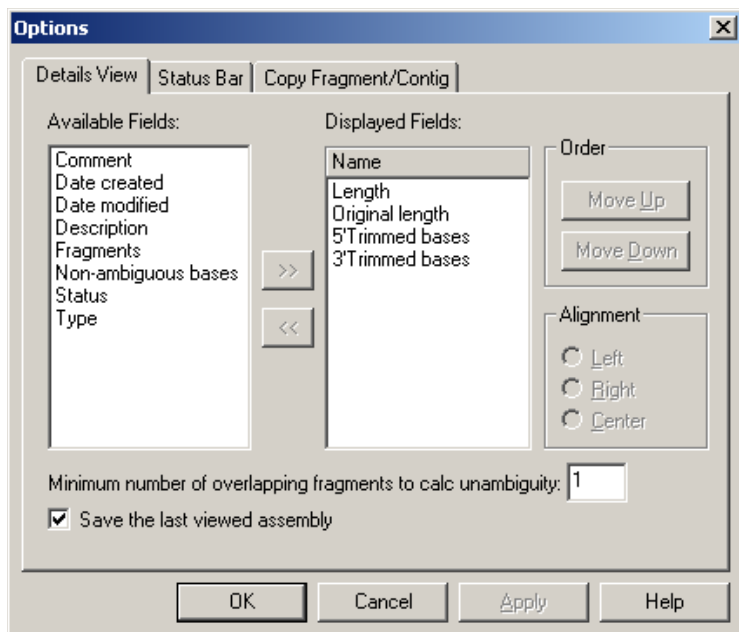 Options
Details View Status Bar Copy Fragment/Contig
Available Fields:
Comment
Date created
Date modified
Description
Fragments
Non-ambiguous bases
Status
Type
>>
<<
Displayed Fields:
Name
Length
Original length
5'Trimmed bases
3'Trimmed bases
Order
Move Up
Move Down
Alignment
Left
Right
Center
Minimum number of overlapping fragments to calc unambiguity: 1
Save the last viewed assembly
OK Cancel Apply Help